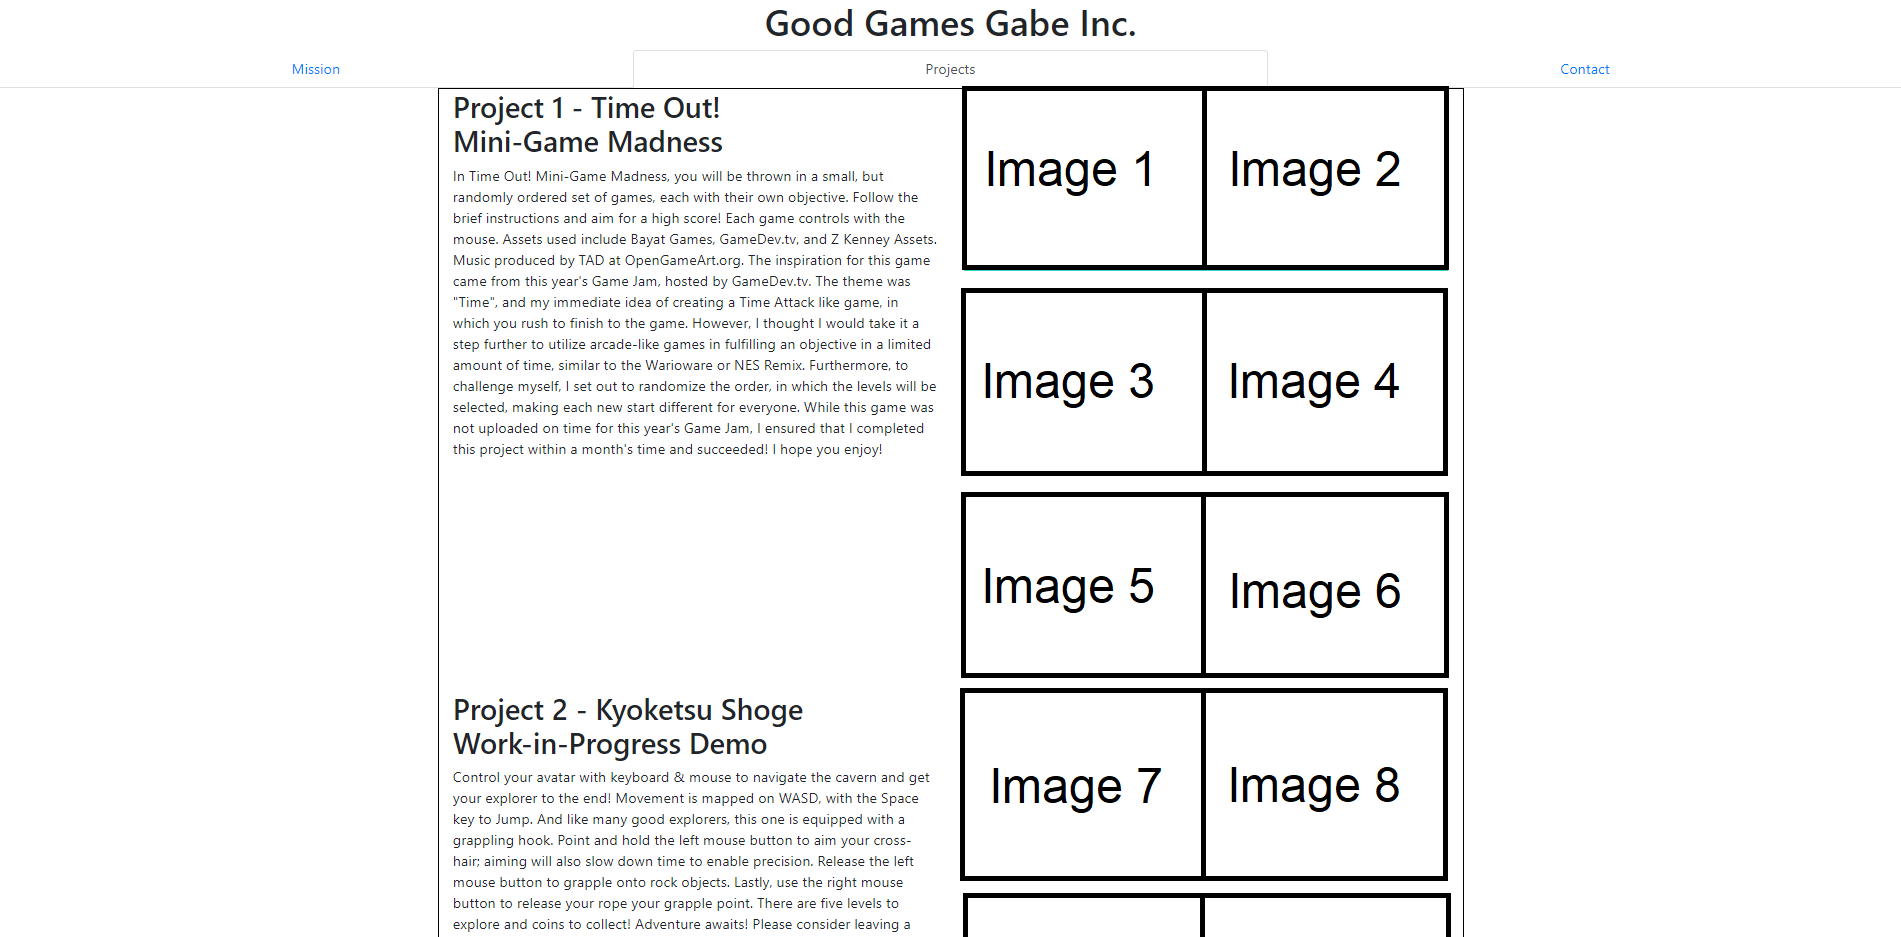 Good Games Gabe Inc.
Mission
Projects
Contact
Project 1 - Time Out!
Mini-Game Madness
In Time Out! Mini-Game Madness, you will be thrown in a small, but
randomly ordered set of games, each with their own objective. Follow the
brief instructions and aim for a high score! Each game controls with the
mouse. Assets used include Bayat Games, GameDev.tv, and Z Kenney Assets.
Music produced by TAD at OpenGameArt.org. The inspiration for this game
came from this year's Game Jam, hosted by GameDev.tv. The theme was
"Time", and my immediate idea of creating a Time Attack like game, in
which you rush to finish to the game. However, I thought I would take it a
step further to utilize arcade-like games in fulfilling an objective in a limited
amount of time, similar to the Warioware or NES Remix. Furthermore, to
challenge myself, I set out to randomize the order, in which the levels will be
selected, making each new start different for everyone. While this game was
not uploaded on time for this year's Game Jam, I ensured that I completed
this project within a month's time and succeeded! I hope you enjoy!
Image 1
Image 2
Image 3
Image 4
Image 5
Image 6
Project 2 - Kyoketsu Shoge
Work-in-Progress Demo
Control your avatar with keyboard & mouse to navigate the cavern and get
your explorer to the end! Movement is mapped on WASD, with the Space
key to Jump. And like many good explorers, this one is equipped with a
grappling hook. Point and hold the left mouse button to aim your cross-
hair; aiming will also slow down time to enable precision. Release the left
mouse button to grapple onto rock objects. Lastly, use the right mouse
button to release your rope your grapple point. There are five levels to
explore and coins to collect! Adventure awaits! Please consider leaving a
Image 7
Image 8